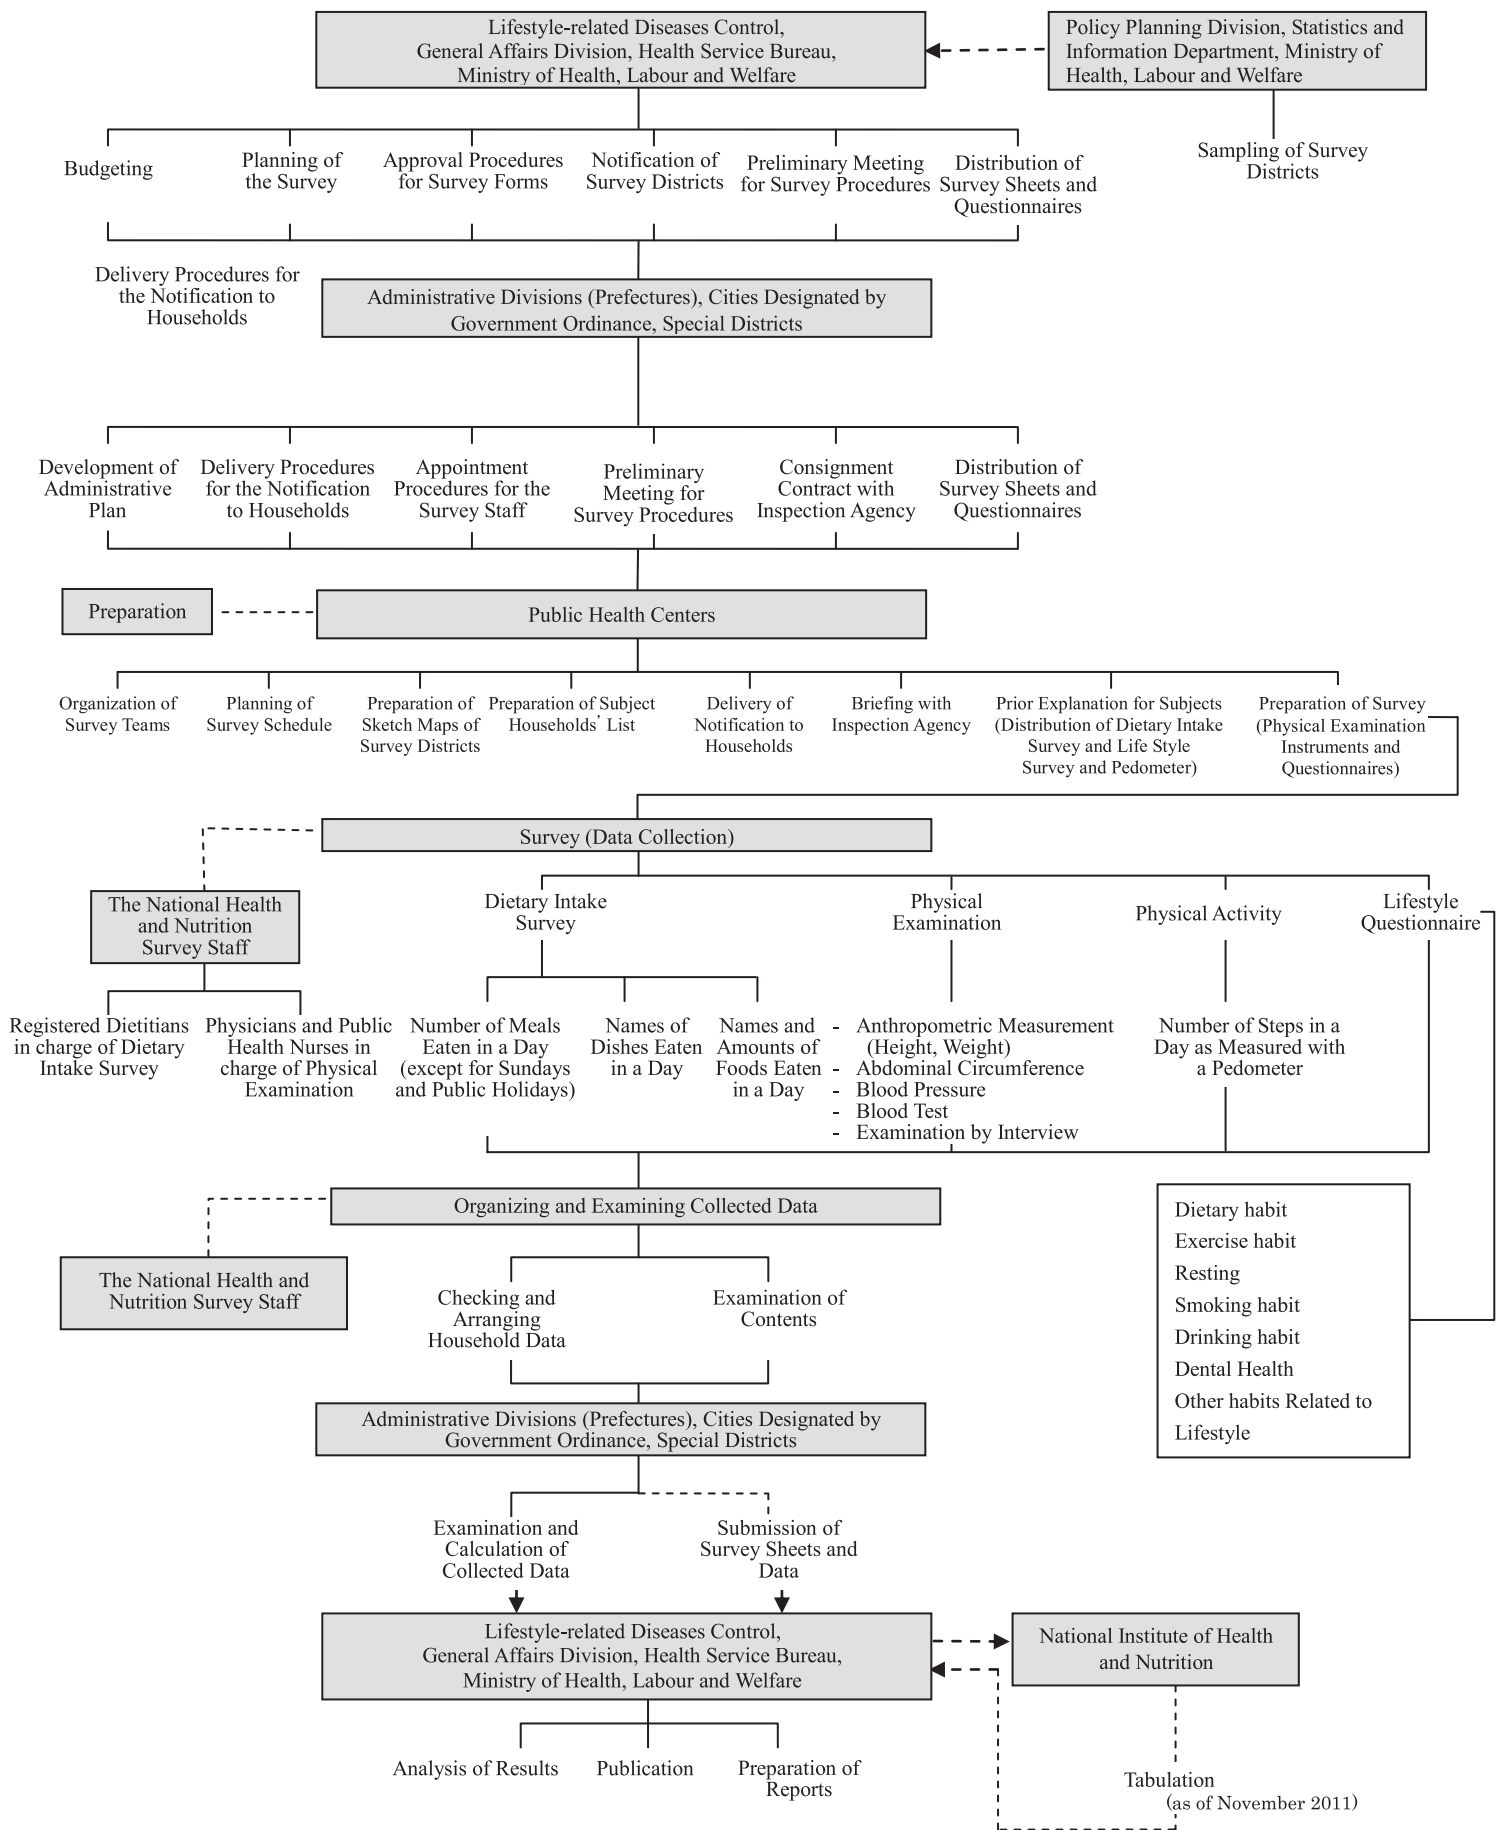 Lifestyle-related Diseases Control,
General Affairs Division, Health Service Bureau,
Ministry of Health, Labour and Welfare
Policy Planning Division, Statistics and
Information Department, Ministry of
Health, Labour and Welfare
Sampling of Survey
Districts
Budgeting
Planning of
the Survey
Approval Procedures
for Survey Forms
Notification of
Survey Districts
Preliminary Meeting
for Survey Procedures
Distribution of
Survey Sheets and
Questionnaires
Delivery Procedures for
the Notification to
Households
Administrative Divisions (Prefectures), Cities Designated by
Government Ordinance, Special Districts
Development of
Administrative
Plan
Delivery Procedures
for the Notification
to Households
Appointment
Procedures for the
Survey Staff
Preliminary
Meeting for
Survey Procedures
Consignment
Contract with
Inspection Agency
Distribution of
Survey Sheets and
Questionnaires
Preparation
Public Health Centers
Organization of
Survey Teams
Planning of
Survey Schedule
Preparation of
Sketch Maps of
Survey Districts
Preparation of Subject
Households’ List
Delivery of
Notification to
Households
Briefing with
Inspection Agency
Prior Explanation for Subjects
(Distribution of Dietary Intake
Survey and Life Style
Survey and Pedometer)
Preparation of Survey
(Physical Examination
Instruments and
Questionnaires)
Survey (Data Collection)
The National Health
and Nutrition
Survey Staff
Registered Dietitians
in charge of Dietary
Intake Survey
Physicians and Public
Health Nurses in
charge of Physical
Examination
Dietary Intake
Survey
Physical
Examination
Physical Activity
Lifestyle
Questionnaire
Number of Meals
Eaten in a Day
(except for Sundays
and Public Holidays)
Names of
Dishes Eaten
in a Day
Names and
Amounts of
Foods Eaten
in a Day
- Anthropometric Measurement
(Height, Weight)
- Abdominal Circumference
- Blood Pressure
- Blood Test
- Examination by Interview
Number of Steps in a
Day as Measured with
a Pedometer
Organizing and Examining Collected Data
The National Health and
Nutrition Survey Staff
Checking and
Arranging
Household Data
Examination of
Contents
Dietary habit
Exercise habit
Resting
Smoking habit
Drinking habit
Dental Health
Other habits Related to
Lifestyle
Administrative Divisions (Prefectures), Cities Designated by
Government Ordinance, Special Districts
Examination and
Calculation of
Collected Data
Submission of
Survey Sheets and
Data
Lifestyle-related Diseases Control,
General Affairs Division, Health Service Bureau,
Ministry of Health, Labour and Welfare
National Institute of Health
and Nutrition
Analysis of Results
Publication
Preparation of
Reports
Tabulation
(as of November 2011)